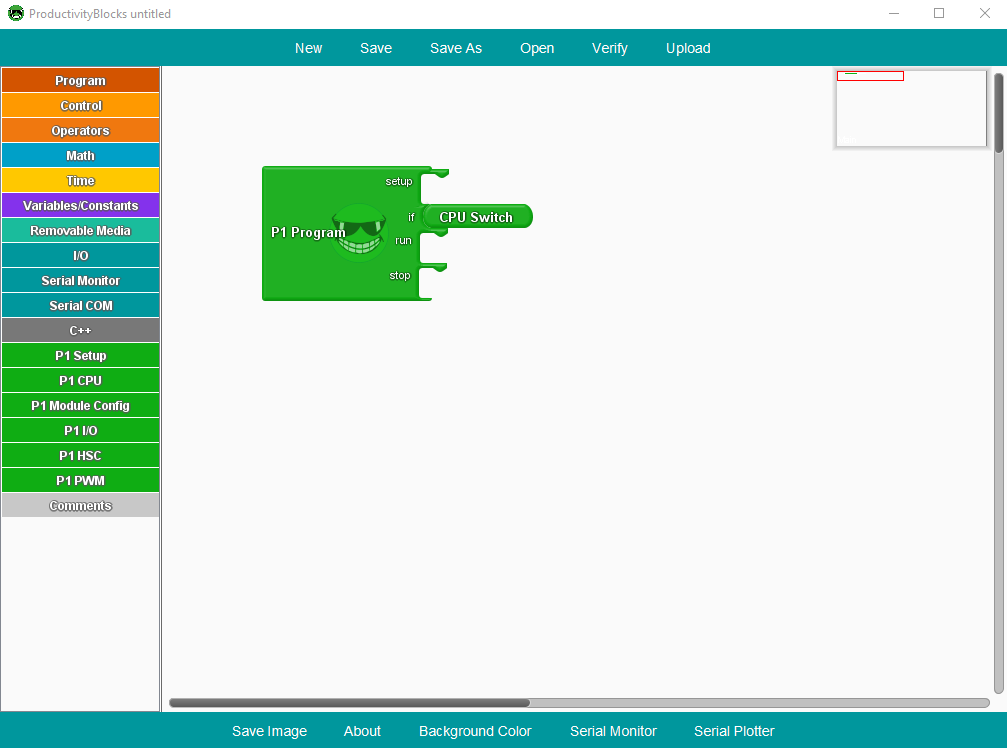 ProductivityBlocks untitled
New Save Save As Open Verify Upload
Program
Control
Operators
Math
Time
Variables/Constants
Removable Media
I/O
Serial Monitor
Serial COM
C++
P1 Setup
P1 CPU
P1 Module Config
P1 I/O
P1 HSC
P1 PWM
Comments
setup
if CPU Switch
P1 Program
run
stop
Save Image About Background Color Serial Monitor Serial Plotter